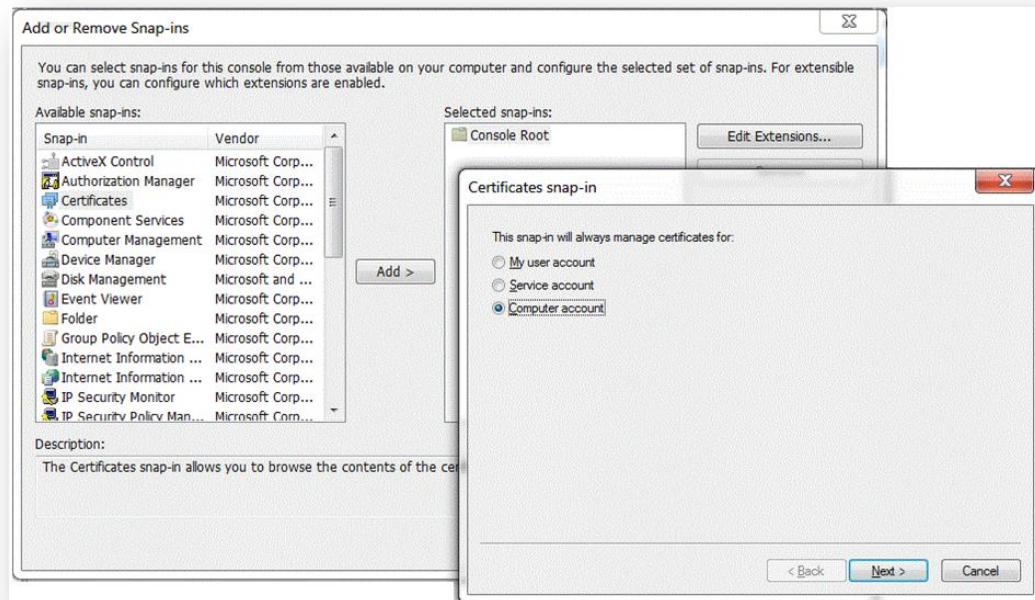 Add or Remove Snap-ins
You can select snap-ins for this console from those available on your computer and configure the selected set of snap-ins. For extensible
snap-ins, you can configure which extensions are enabled.
Available snap-ins:
Snap-in Vendor
ActiveX Control Microsoft Corp...
Authorization Manager Microsoft Corp...
Certificates Microsoft Corp...
Component Services Microsoft Corp...
Computer Management Microsoft Corp...
Device Manager Microsoft Corp...
Disk Management Microsoft and ...
Event Viewer Microsoft Corp...
Folder Microsoft Corp...
Group Policy Object E... Microsoft Corp...
Internet Information ... Microsoft Corp...
Internet Information ... Microsoft Corp...
IP Security Monitor Microsoft Corp...
IP Security Policy Man... Microsoft Corp...
Add >
Selected snap-ins:
Console Root
Edit Extensions...
Description:
The Certificates snap-in allows you to browse the contents of the cer
Certificates snap-in
This snap-in will always manage certificates for:
My user account
Service account
Computer account
< Back
Next >
Cancel